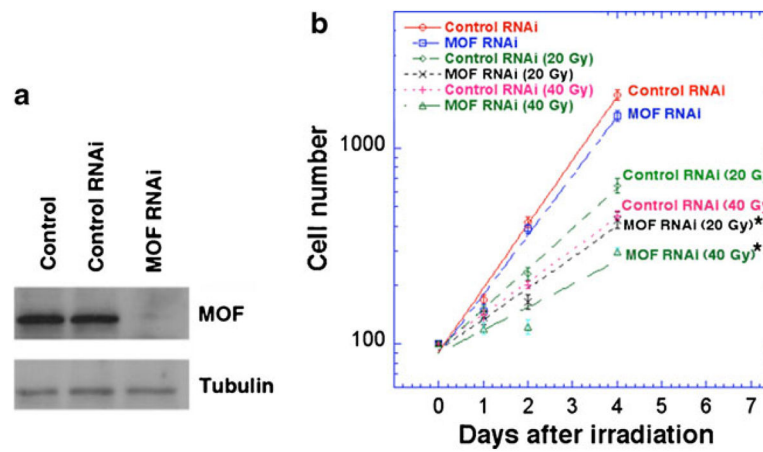 a
Control
Control RNAi
MOF RNAi
MOF
Tubulin
b
Control RNAi
MOF RNAi
Control RNAi (20 Gy)
MOF RNAi (20 Gy)
Control RNAi (40 Gy)
MOF RNAi (40 Gy)
Control RNAi
MOF RNAi
Control RNAi (20 G
Control RNAi (40 G
MOF RNAi (20 Gy)*
MOF RNAi (40 Gy)*
Cell number
1000
100
0 1 2 3 4 5 6 7
Days after irradiation